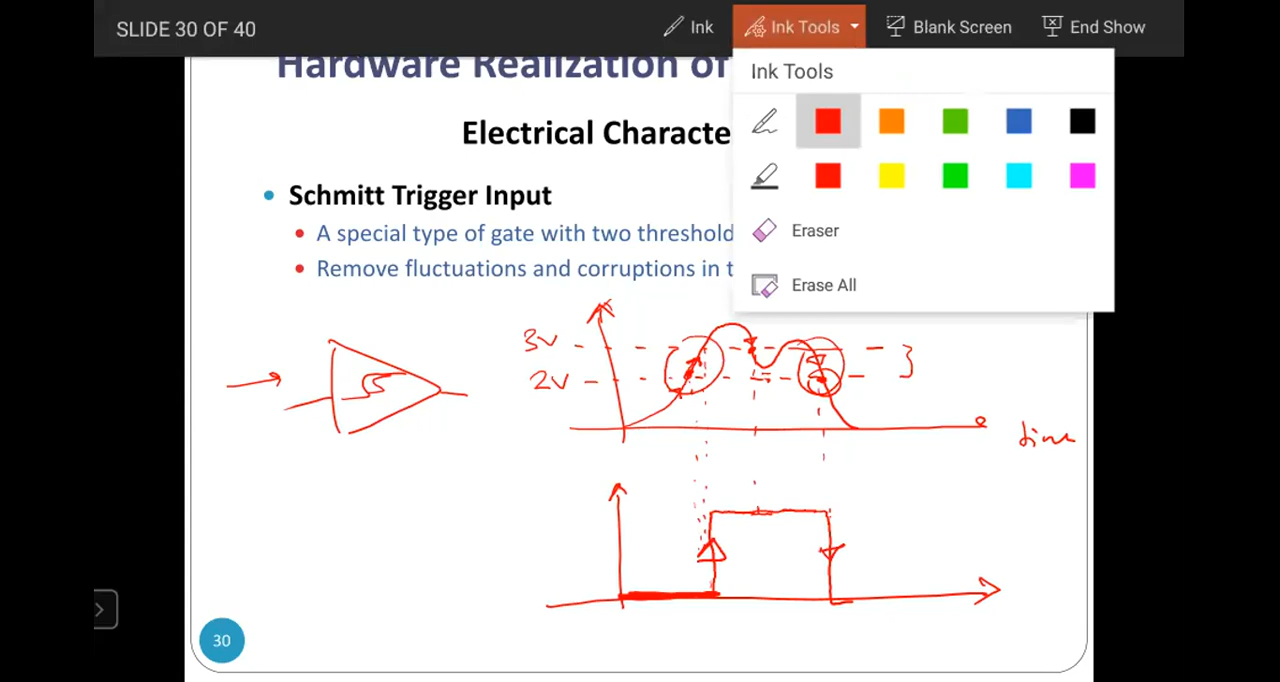 SLIDE 30 OF 40 Ink Ink Tools Blank Screen End Show
Hardware Realization of
Ink Tools
Electrical Characte
Schmitt Trigger Input
A special type of gate with two threshold
Eraser
Remove fluctuations and corruptions in t
Erase All
3v
2v
time
30